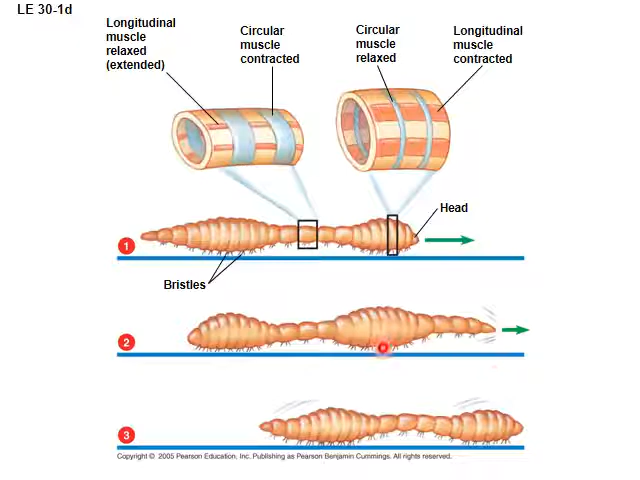 LE 30-1d
Longitudinal
muscle
relaxed
(extended)
Circular
muscle
contracted
Circular
muscle
relaxed
Longitudinal
muscle
contracted
Head
1
Bristles
2
3
Copyright © 2005 Pearson Education, Inc. Publishing as Pearson Benjamin Cummings. All rights reserved.